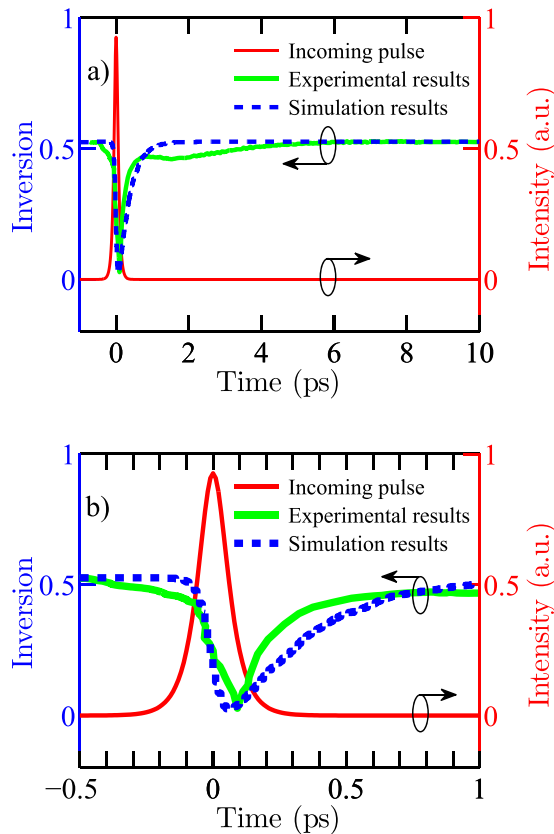 1
a)
Incoming pulse
Experimental results
Simulation results
0.5
0
Inversion
1
0.5
0
Intensity (a.u.)
0 2 4 6 8 10
Time (ps)
1
b)
Incoming pulse
Experimental results
Simulation results
0.5
0
Inversion
1
0.5
0
Intensity (a.u.)
−0.5 0 0.5 1
Time (ps)